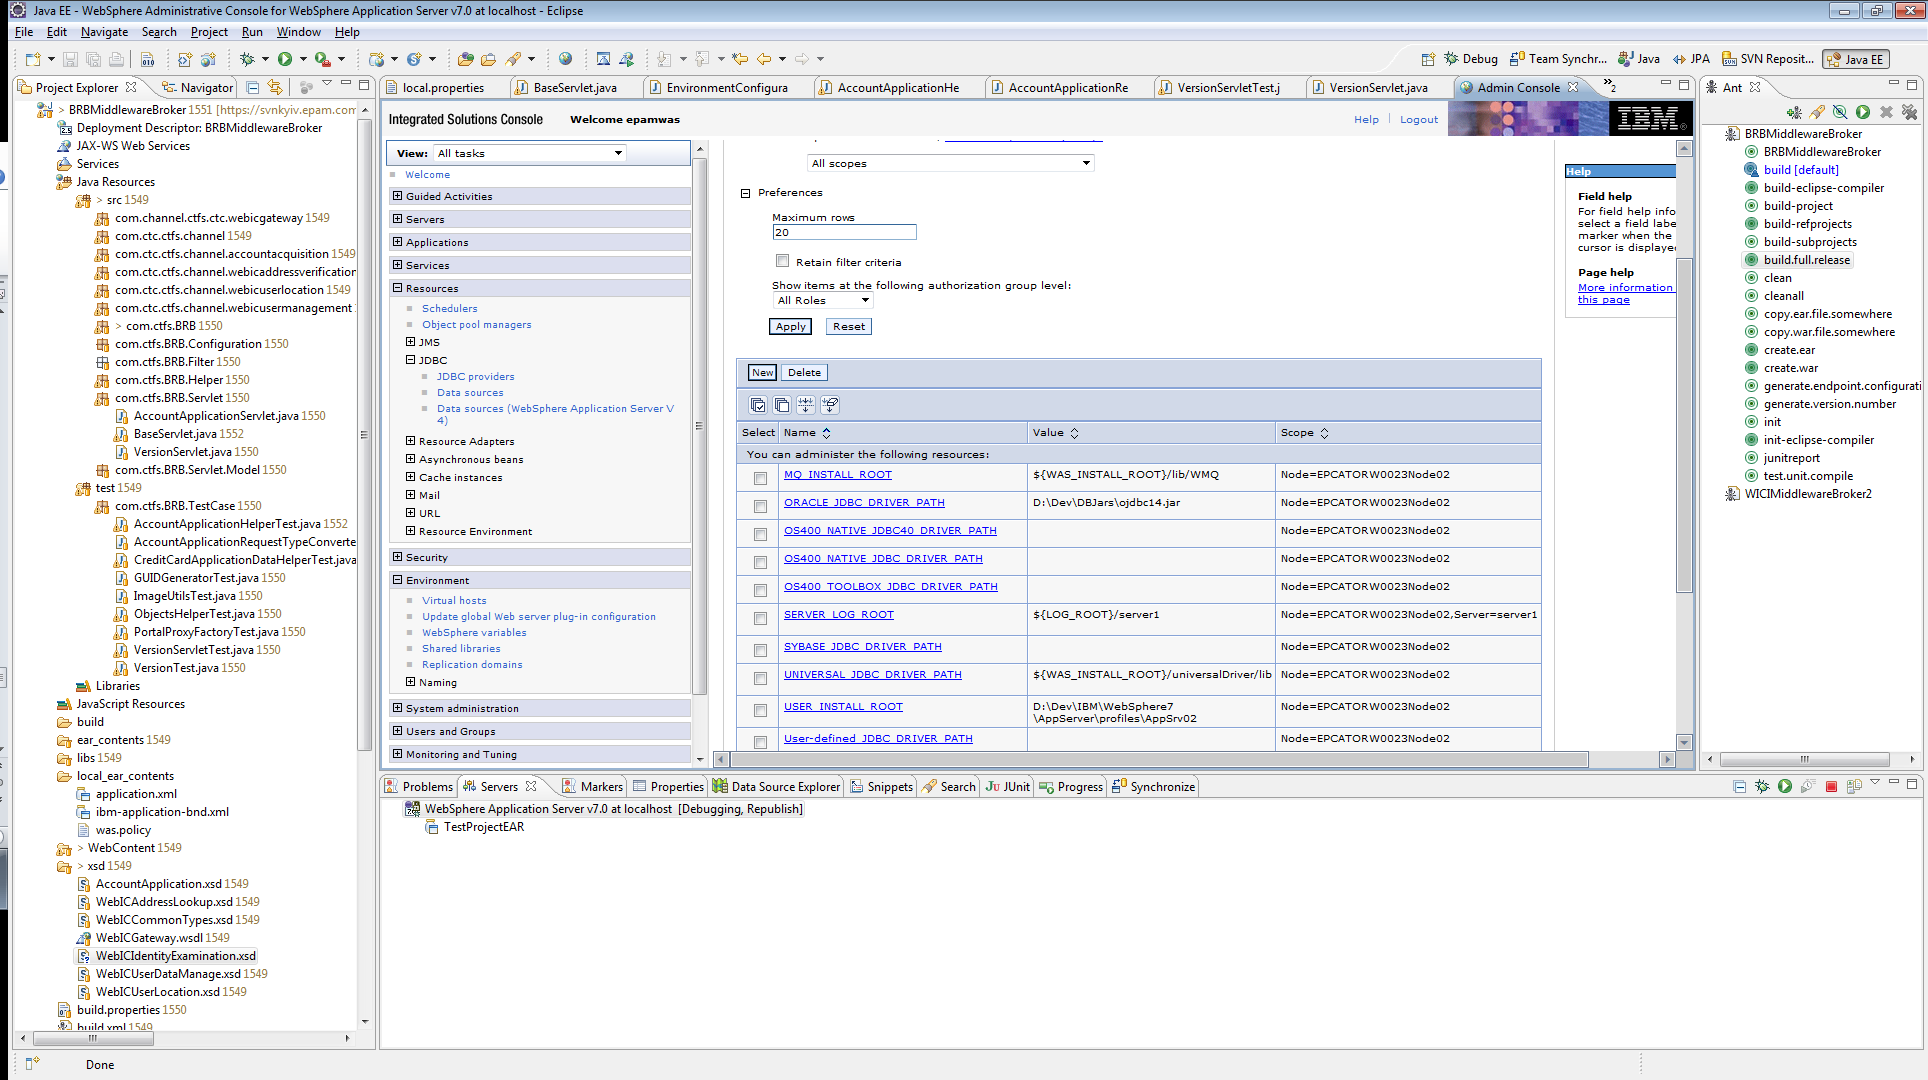 Java EE - WebSphere Administrative Console for WebSphere Application Server v7.0 at localhost - Eclipse
File Edit Navigate Search Project Run Window Help
Debug Team Synchr... Java JPA SVN Reposit... Java EE
Project Explorer Navigator
BRBMiddlewareBroker 1551 [https://svnkyiv.epam.com
Deployment Descriptor: BRBMiddlewareBroker
JAX-WS Web Services
Services
Java Resources
> src 1549
com.channel.ctfs.ctc.webicgateway 1549
com.ctc.ctfs.channel 1549
com.ctc.ctfs.channel.accountacquisition 1549
com.ctc.ctfs.channel.webicaddressverification
com.ctc.ctfs.channel.webicuserlocation 1549
com.ctc.ctfs.channel.webicusermanagement
> com.ctfs.BRB 1550
com.ctfs.BRB.Configuration 1550
com.ctfs.BRB.Filter 1550
com.ctfs.BRB.Helper 1550
com.ctfs.BRB.Servlet 1550
AccountApplicationServlet.java 1550
BaseServlet.java 1552
VersionServlet.java 1550
com.ctfs.BRB.Servlet.Model 1550
test 1549
com.ctfs.BRB.TestCase 1550
AccountApplicationHelperTest.java 1552
AccountApplicationRequestTypeConverte
CreditCardApplicationDataHelperTest.java
GUIDGeneratorTest.java 1550
ImageUtilsTest.java 1550
ObjectsHelperTest.java 1550
PortalProxyFactoryTest.java 1550
VersionServletTest.java 1550
VersionTest.java 1550
Libraries
JavaScript Resources
build
ear_contents 1549
libs 1549
local_ear_contents
application.xml
ibm-application-bnd.xml
was.policy
> WebContent 1549
> xsd 1549
AccountApplication.xsd 1549
WebICAddressLookup.xsd 1549
WebICCommonTypes.xsd 1549
WebICGateway.wsdl 1549
WebICIdentityExamination.xsd
WebICUserDataManage.xsd 1549
WebICUserLocation.xsd 1549
build.properties 1550
build.xml 1549
local.properties BaseServlet.java EnvironmentConfigura AccountApplicationHe AccountApplicationRe VersionServletTest.j VersionServlet.java Admin Console »2
Integrated Solutions Console Welcome epamwas Help Logout IBM
View: All tasks
Welcome
Guided Activities
Servers
Applications
Services
Resources
Schedulers
Object pool managers
JMS
JDBC
JDBC providers
Data sources
Data sources (WebSphere Application Server V
4)
Resource Adapters
Asynchronous beans
Cache instances
Mail
URL
Resource Environment
Security
Environment
Virtual hosts
Update global Web server plug-in configuration
WebSphere variables
Shared libraries
Replication domains
Naming
System administration
Users and Groups
Monitoring and Tuning
All scopes
Preferences
Maximum rows
20
Retain filter criteria
Show items at the following authorization group level:
All Roles
Apply Reset
New Delete
Select Name Value Scope
You can administer the following resources:
MQ_INSTALL_ROOT ${WAS_INSTALL_ROOT}/lib/WMQ Node=EPCATORW0023Node02
ORACLE_JDBC_DRIVER_PATH D:\Dev\DBJars\ojdbc14.jar Node=EPCATORW0023Node02
OS400_NATIVE_JDBC40_DRIVER_PATH Node=EPCATORW0023Node02
OS400_NATIVE_JDBC_DRIVER_PATH Node=EPCATORW0023Node02
OS400_TOOLBOX_JDBC_DRIVER_PATH Node=EPCATORW0023Node02
SERVER_LOG_ROOT ${LOG_ROOT}/server1 Node=EPCATORW0023Node02,Server=server1
SYBASE_JDBC_DRIVER_PATH Node=EPCATORW0023Node02
UNIVERSAL_JDBC_DRIVER_PATH ${WAS_INSTALL_ROOT}/universalDriver/lib Node=EPCATORW0023Node02
USER_INSTALL_ROOT D:\Dev\IBM\WebSphere7 Node=EPCATORW0023Node02
\AppServer\profiles\AppSrv02
User-defined_JDBC_DRIVER_PATH Node=EPCATORW0023Node02
Help
Field help
For field help info
select a field labe
marker when the
cursor is displaye
Page help
More information
this page
Ant
BRBMiddlewareBroker
BRBMiddlewareBroker
build [default]
build-eclipse-compiler
build-project
build-refprojects
build-subprojects
build.full.release
clean
cleanall
copy.ear.file.somewhere
copy.war.file.somewhere
create.ear
create.war
generate.endpoint.configurati
generate.version.number
init
init-eclipse-compiler
junitreport
test.unit.compile
WICIMiddlewareBroker2
Problems Servers Markers Properties Data Source Explorer Snippets Search JUnit Progress Synchronize
WebSphere Application Server v7.0 at localhost [Debugging, Republish]
TestProjectEAR
Done